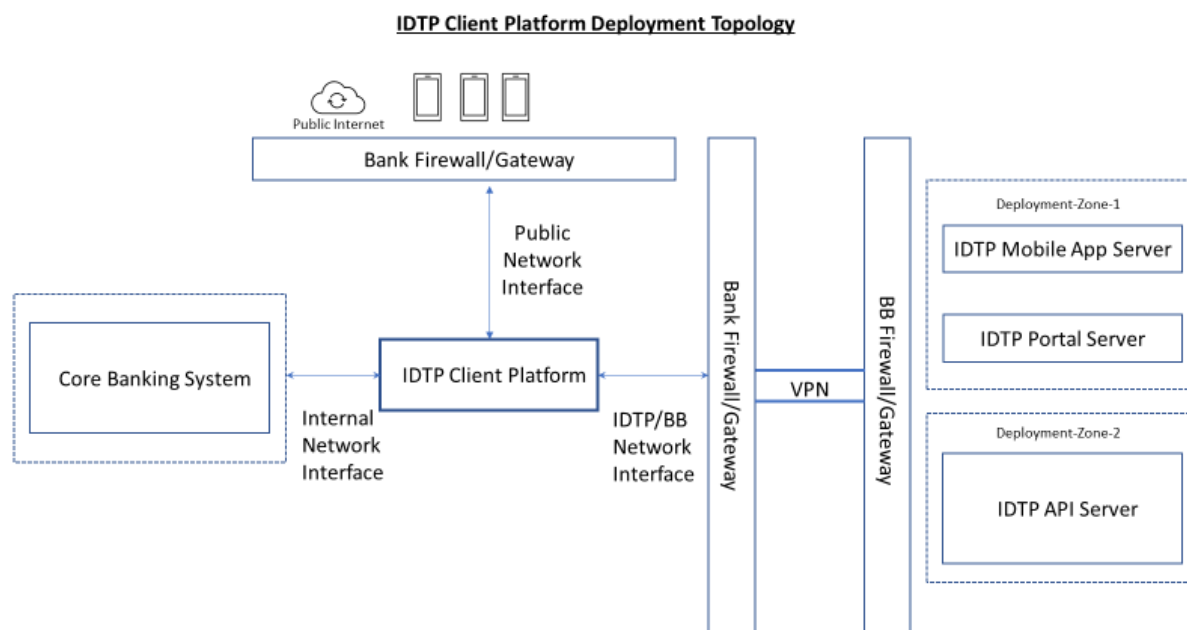 IDTP Client Platform Deployment Topology
Public Internet
Bank Firewall/Gateway
Public
Network
Interface
Core Banking System
IDTP Client Platform
Internal
Network
Interface
IDTP/BB
Network
Interface
Bank Firewall/Gateway
VPN
BB Firewall/Gateway
Deployment-Zone-1
IDTP Mobile App Server
IDTP Portal Server
Deployment-Zone-2
IDTP API Server